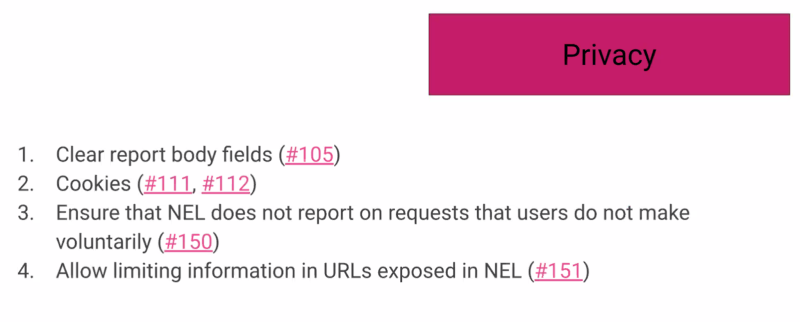 Privacy
1. Clear report body fields (#105)
2. Cookies (#111, #112)
3. Ensure that NEL does not report on requests that users do not make
voluntarily (#150)
4. Allow limiting information in URLs exposed in NEL (#151)